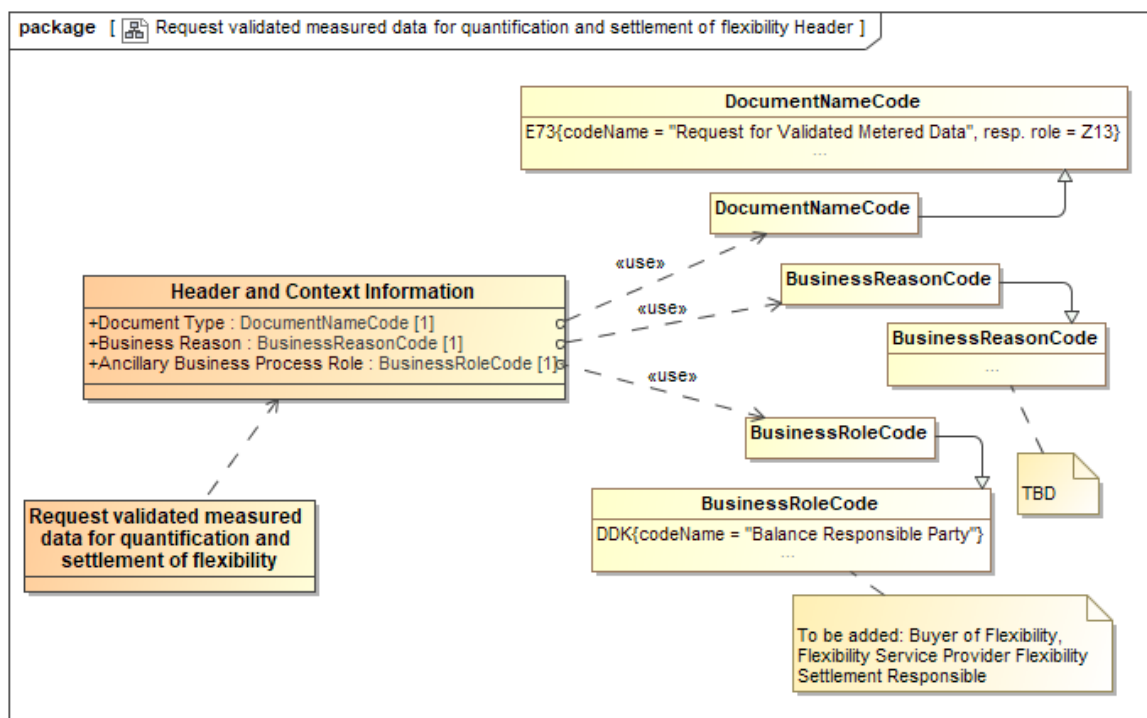 package [ Request validated measured data for quantification and settlement of flexibility Header ]
DocumentNameCode
E73{codeName = "Request for Validated Metered Data", resp. role = Z13}
...
DocumentNameCode
«use»
BusinessReasonCode
«use»
Header and Context Information
+Document Type : DocumentNameCode [1]
+Business Reason : BusinessReasonCode [1]
+Ancillary Business Process Role : BusinessRoleCode [1]
BusinessReasonCode
...
«use»
BusinessRoleCode
TBD
Request validated measured
data for quantification and
settlement of flexibility
BusinessRoleCode
DDK{codeName = "Balance Responsible Party"}
...
To be added: Buyer of Flexibility,
Flexibility Service Provider Flexibility
Settlement Responsible